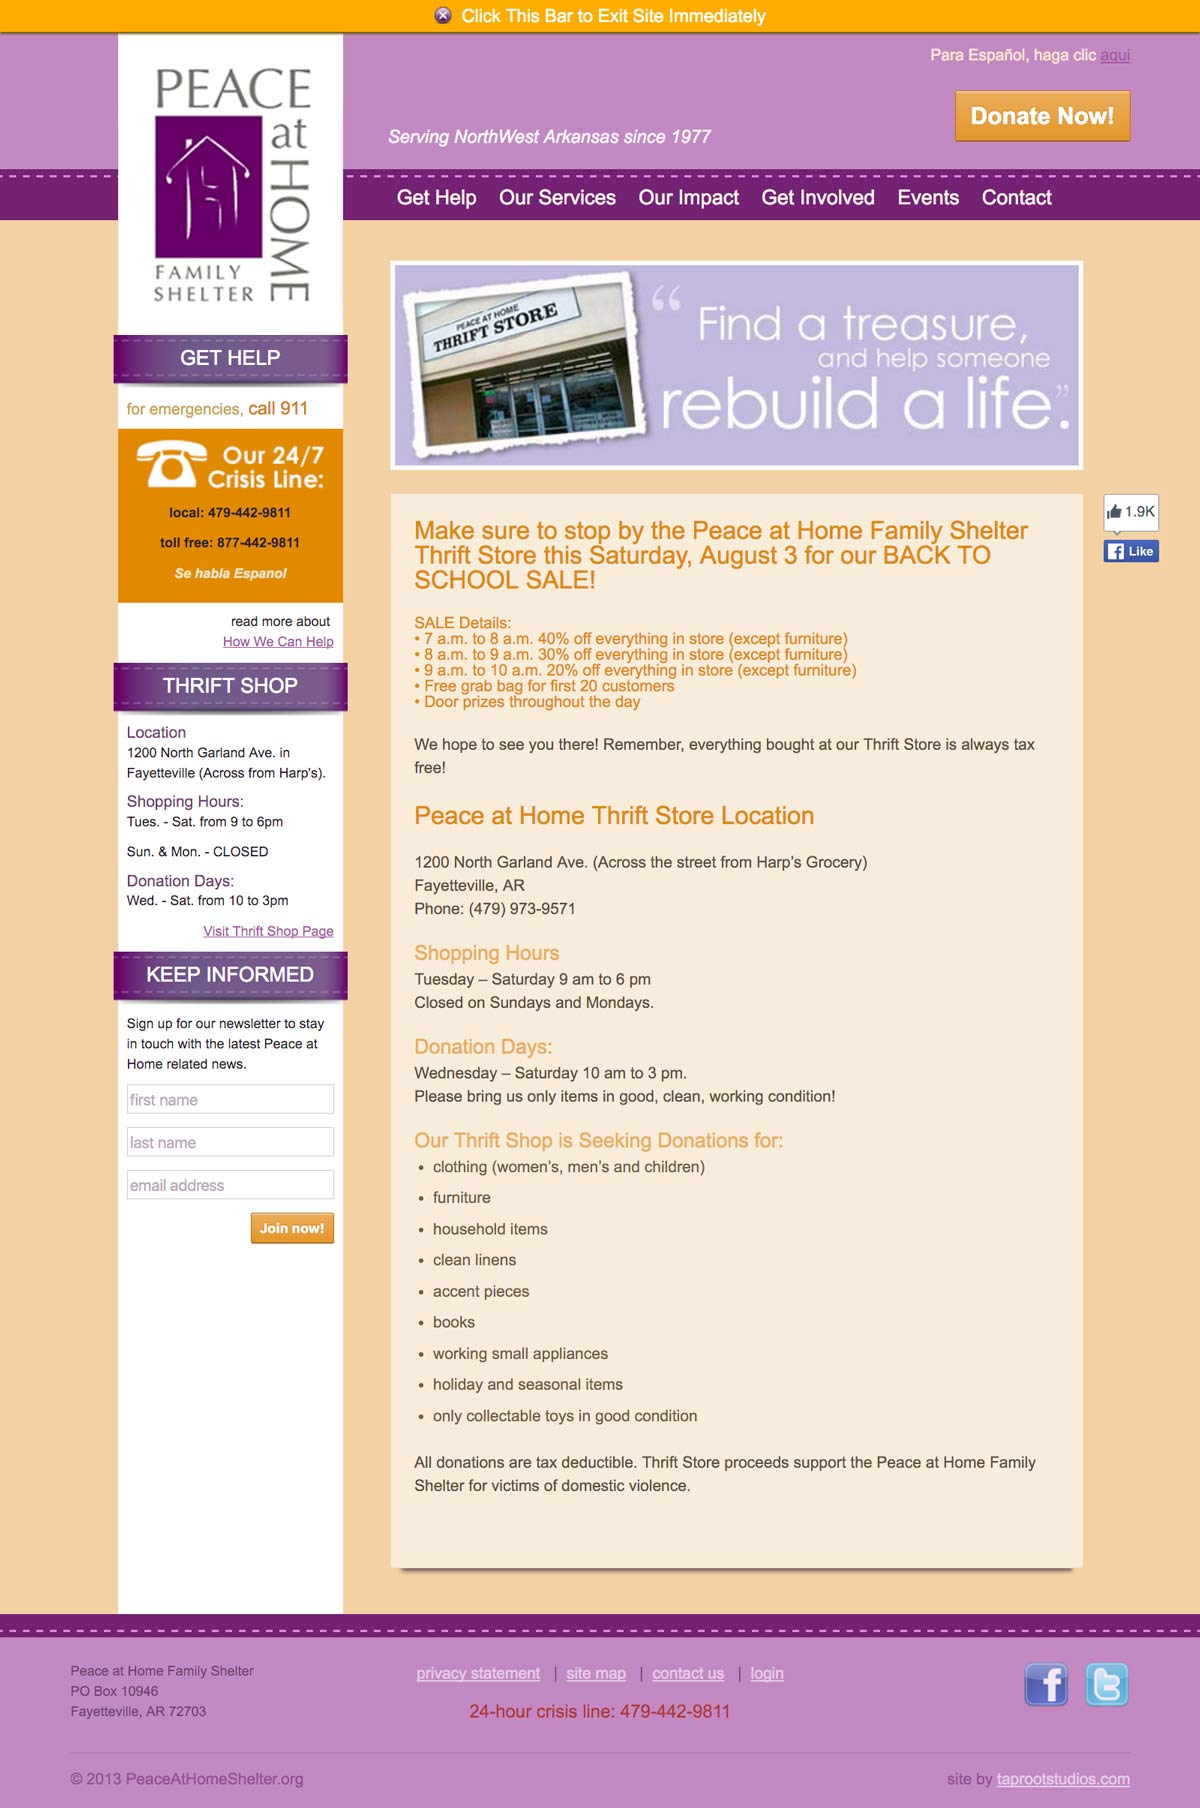 Click This Bar to Exit Site Immediately
Para Español, haga clic aqui
Donate Now!
PEACE
at
HOME
FAMILY
SHELTER
Serving NorthWest Arkansas since 1977
Get Help Our Services Our Impact Get Involved Events Contact
GET HELP
for emergencies, call 911
Our 24/7
Crisis Line:
local: 479-442-9811
toll free: 877-442-9811
Se habla Espanol
read more about
How We Can Help
THRIFT SHOP
Location
1200 North Garland Ave. in
Fayetteville (Across from Harp's).
Shopping Hours:
Tues. - Sat. from 9 to 6pm
Sun. & Mon. - CLOSED
Donation Days:
Wed. - Sat. from 10 to 3pm
Visit Thrift Shop Page
KEEP INFORMED
Sign up for our newsletter to stay
in touch with the latest Peace at
Home related news.
first name
last name
email address
Join now!
PEACE AT HOME
THRIFT STORE
“Find a treasure,
and help someone
rebuild a life.”
1.9K
Like
Make sure to stop by the Peace at Home Family Shelter
Thrift Store this Saturday, August 3 for our BACK TO
SCHOOL SALE!
SALE Details:
• 7 a.m. to 8 a.m. 40% off everything in store (except furniture)
• 8 a.m. to 9 a.m. 30% off everything in store (except furniture)
• 9 a.m. to 10 a.m. 20% off everything in store (except furniture)
• Free grab bag for first 20 customers
• Door prizes throughout the day
We hope to see you there! Remember, everything bought at our Thrift Store is always tax
free!
Peace at Home Thrift Store Location
1200 North Garland Ave. (Across the street from Harp’s Grocery)
Fayetteville, AR
Phone: (479) 973-9571
Shopping Hours
Tuesday – Saturday 9 am to 6 pm
Closed on Sundays and Mondays.
Donation Days:
Wednesday – Saturday 10 am to 3 pm.
Please bring us only items in good, clean, working condition!
Our Thrift Shop is Seeking Donations for:
• clothing (women’s, men’s and children)
• furniture
• household items
• clean linens
• accent pieces
• books
• working small appliances
• holiday and seasonal items
• only collectable toys in good condition
All donations are tax deductible. Thrift Store proceeds support the Peace at Home Family
Shelter for victims of domestic violence.
Peace at Home Family Shelter
PO Box 10946
Fayetteville, AR 72703
privacy statement | site map | contact us | login
24-hour crisis line: 479-442-9811
© 2013 PeaceAtHomeShelter.org
site by taprootstudios.com